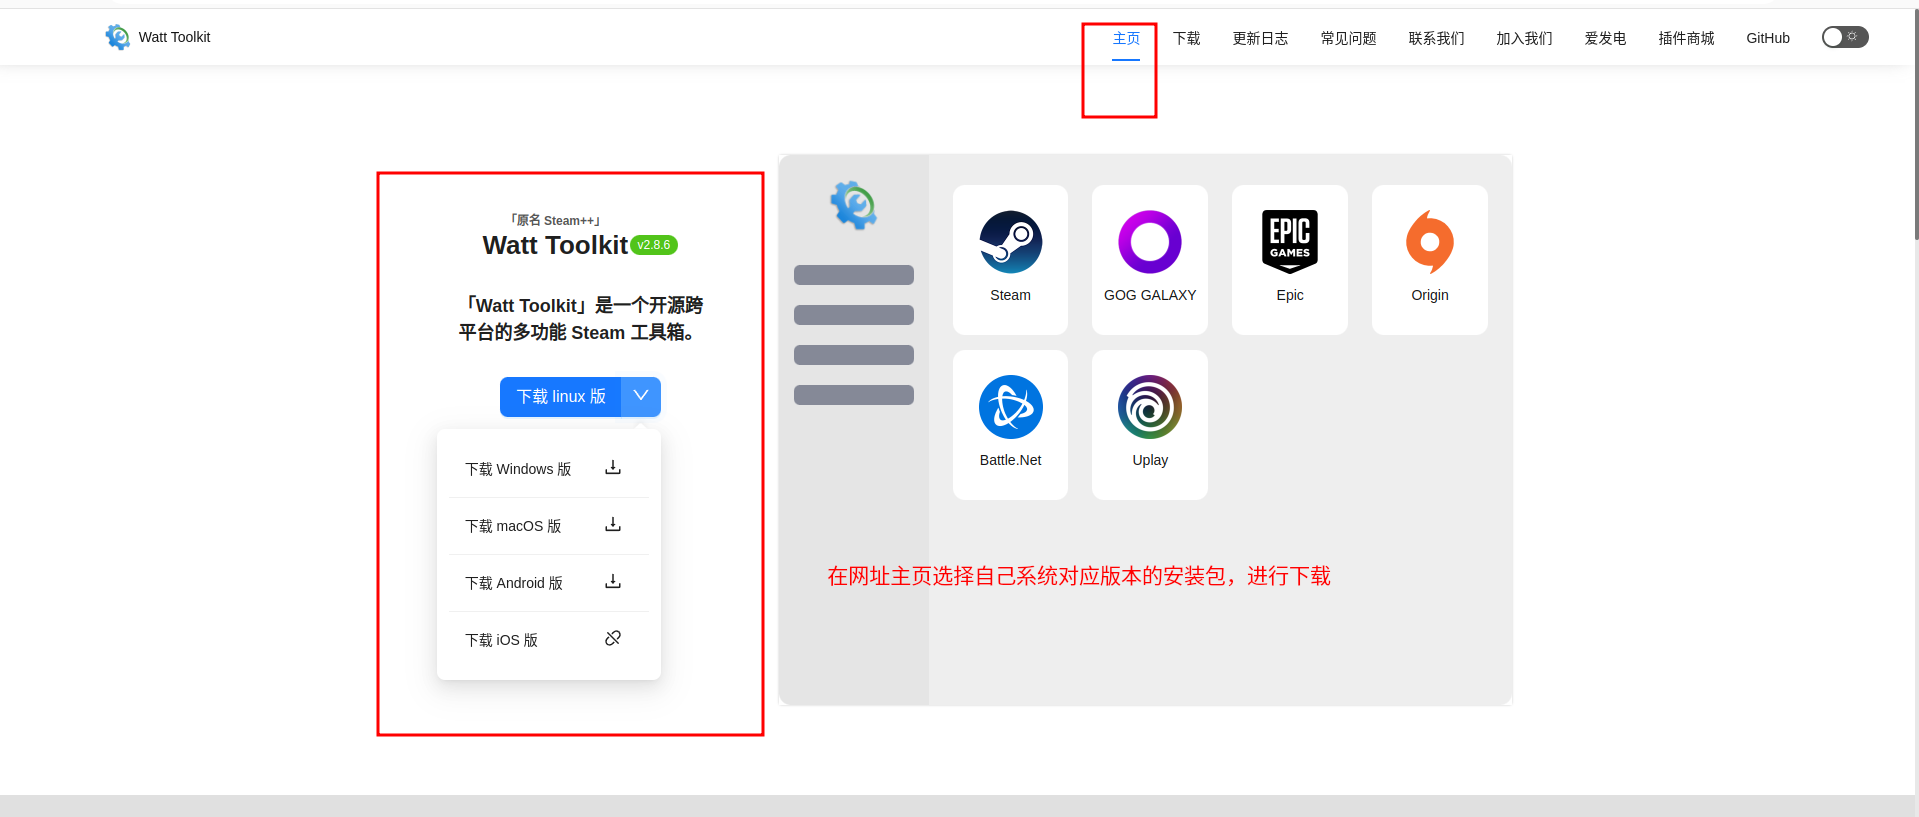 Watt Toolkit
主页 下载 更新日志 常见问题 联系我们 加入我们 爱发电 插件商城 GitHub
「原名 Steam++」
Watt Toolkit v2.8.6
「Watt Toolkit」是一个开源跨
平台的多功能 Steam 工具箱。
下载 linux 版
下载 Windows 版
下载 macOS 版
下载 Android 版
下载 iOS 版
Steam
GOG GALAXY
EPIC
GAMES
Epic
Origin
Battle.Net
Uplay
在网址主页选择自己系统对应版本的安装包，进行下载